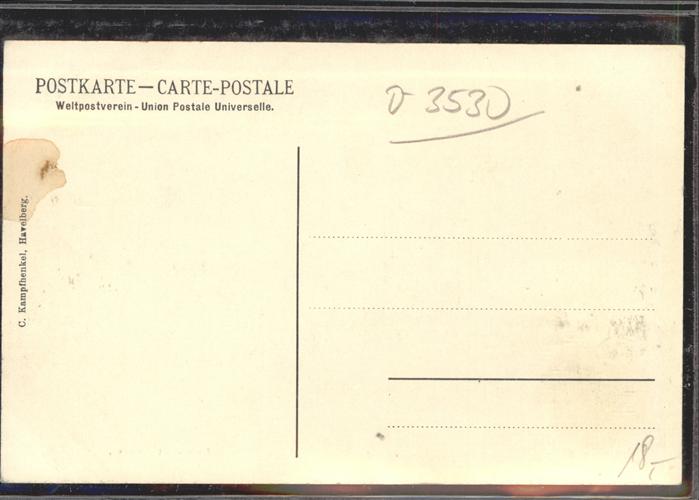 POSTKARTE — CARTE-POSTALE
Weltpostverein - Union Postale Universelle.
D 3530
C. Kampfhenkel, Havelberg.
18,-